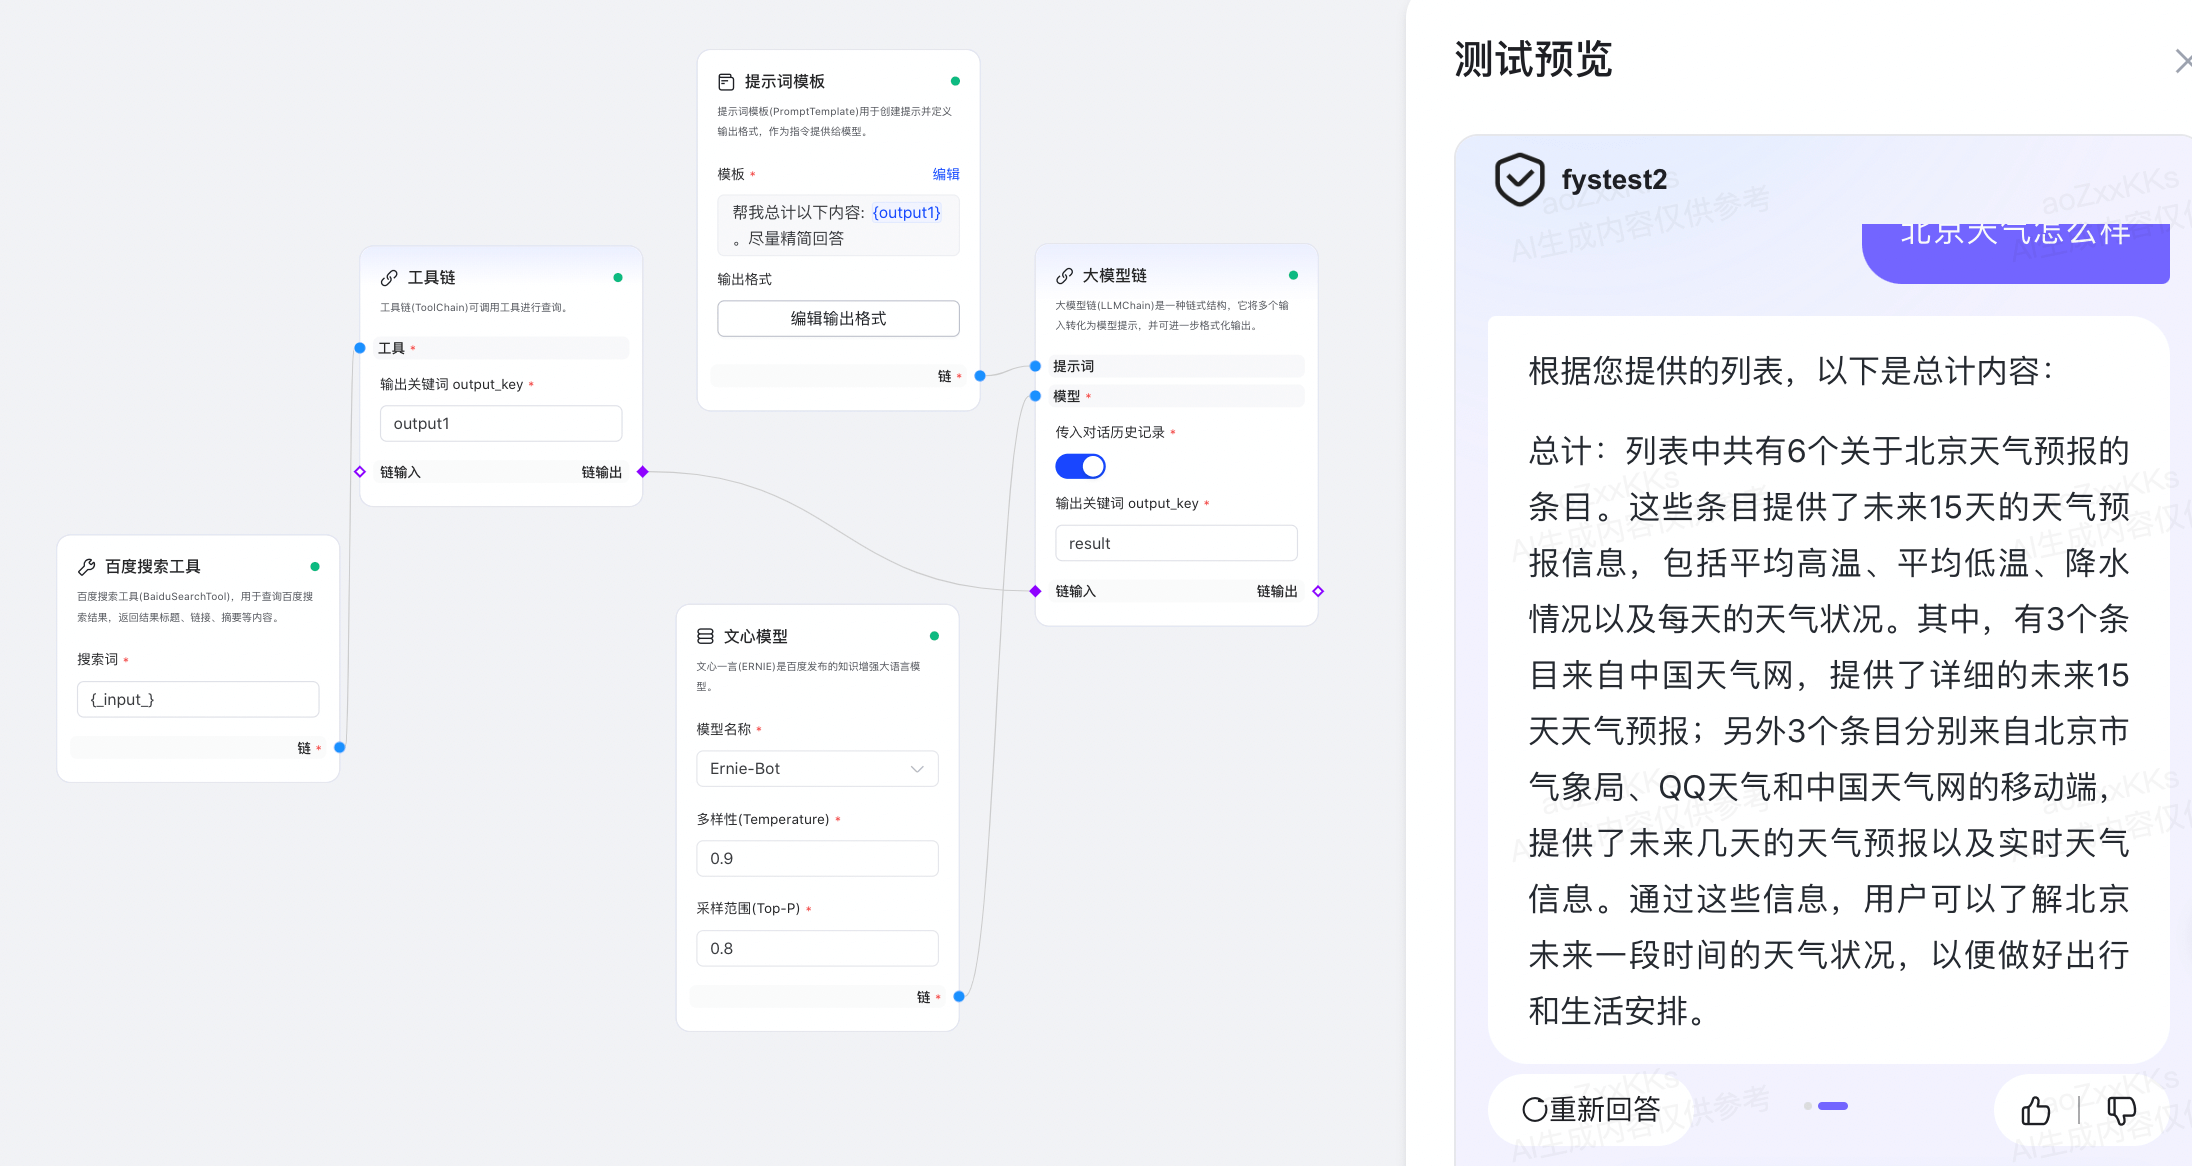 提示词模板
提示词模板(PromptTemplate)用于创建提示并定义
输出格式，作为指令提供给模型。
模板 *
编辑
帮我总计以下内容: {output1}
。尽量精简回答
输出格式
编辑输出格式
链 *
工具链
工具链(ToolChain)可调用工具进行查询。
工具 *
输出关键词 output_key *
output1
链输入
链输出
百度搜索工具
百度搜索工具(BaiduSearchTool)，用于查询百度搜
索结果，返回结果标题、链接、摘要等内容。
搜索词 *
{_input_}
链 *
文心模型
文心一言(ERNIE)是百度发布的知识增强大语言模
型。
模型名称 *
Ernie-Bot
多样性(Temperature) *
0.9
采样范围(Top-P) *
0.8
链 *
大模型链
大模型链(LLMChain)是一种链式结构，它将多个输
入转化为模型提示，并可进一步格式化输出。
提示词
模型 *
传入对话历史记录 *
输出关键词 output_key *
result
链输入
链输出
测试预览
fystest2
北京天气怎么样
根据您提供的列表，以下是总计内容：
总计：列表中共有6个关于北京天气预报的
条目。这些条目提供了未来15天的天气预
报信息，包括平均高温、平均低温、降水
情况以及每天的天气状况。其中，有3个条
目来自中国天气网，提供了详细的未来15
天天气预报；另外3个条目分别来自北京市
气象局、QQ天气和中国天气网的移动端，
提供了未来几天的天气预报以及实时天气
信息。通过这些信息，用户可以了解北京
未来一段时间的天气状况，以便做好出行
和生活安排。
重新回答
aoZxxKKs
AI生成内容仅供参考